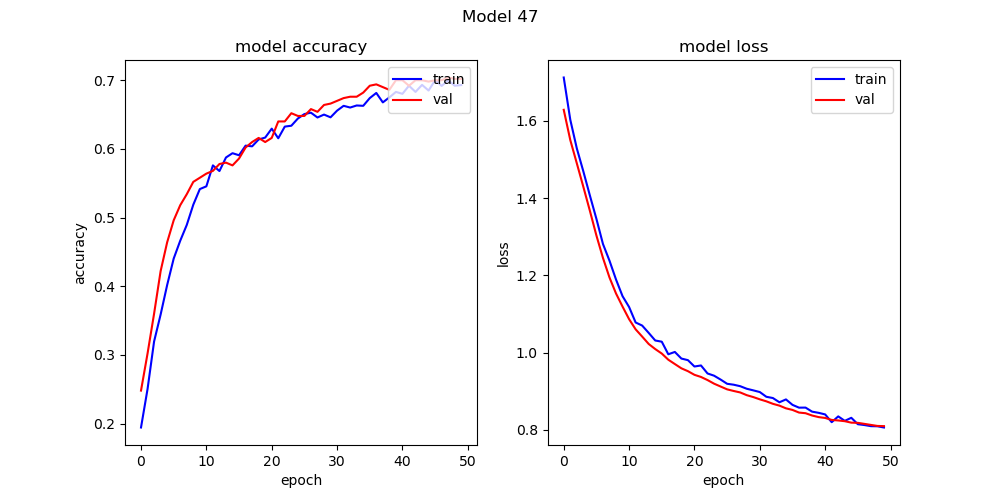 Model 47
model accuracy
0.7
0.6
0.5
0.4
0.3
0.2
accuracy
0 10 20 30 40 50
epoch
train
val
model loss
1.6
1.4
1.2
1.0
0.8
loss
0 10 20 30 40 50
epoch
train
val